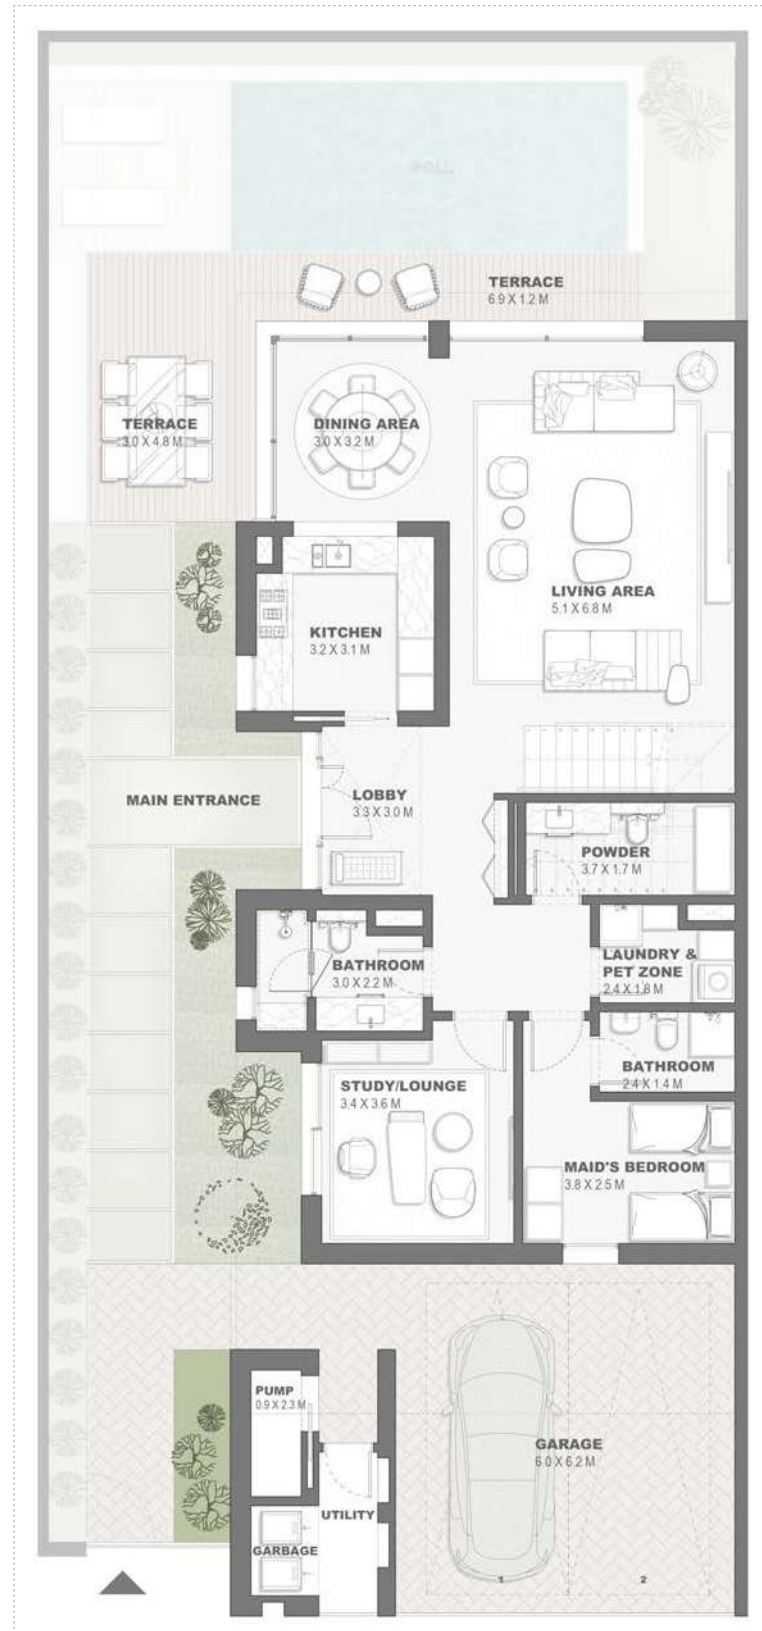 POOL
TERRACE
6.9 X 1.2 M
TERRACE
3.0 X 4.8 M
DINING AREA
3.0 X 3.2 M
LIVING AREA
5.1 X 6.8 M
KITCHEN
3.2 X 3.1 M
MAIN ENTRANCE
LOBBY
3.3 X 3.0 M
POWDER
3.7 X 1.7 M
BATHROOM
3.0 X 2.2 M
LAUNDRY &
PET ZONE
2.4 X 1.8 M
STUDY/LOUNGE
3.4 X 3.6 M
BATHROOM
2.4 X 1.4 M
MAID'S BEDROOM
3.8 X 2.5 M
PUMP
0.9 X 2.3 M
GARAGE
6.0 X 6.2 M
UTILITY
GARBAGE
1
2